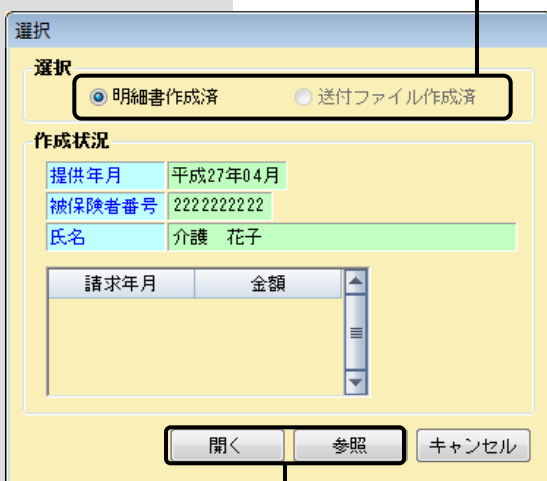 選択
選択
明細書作成済 送付ファイル作成済
作成状況
提供年月 平成27年04月
被保険者番号 2222222222
氏名 介護 花子
請求年月 金額
開く 参照 キャンセル